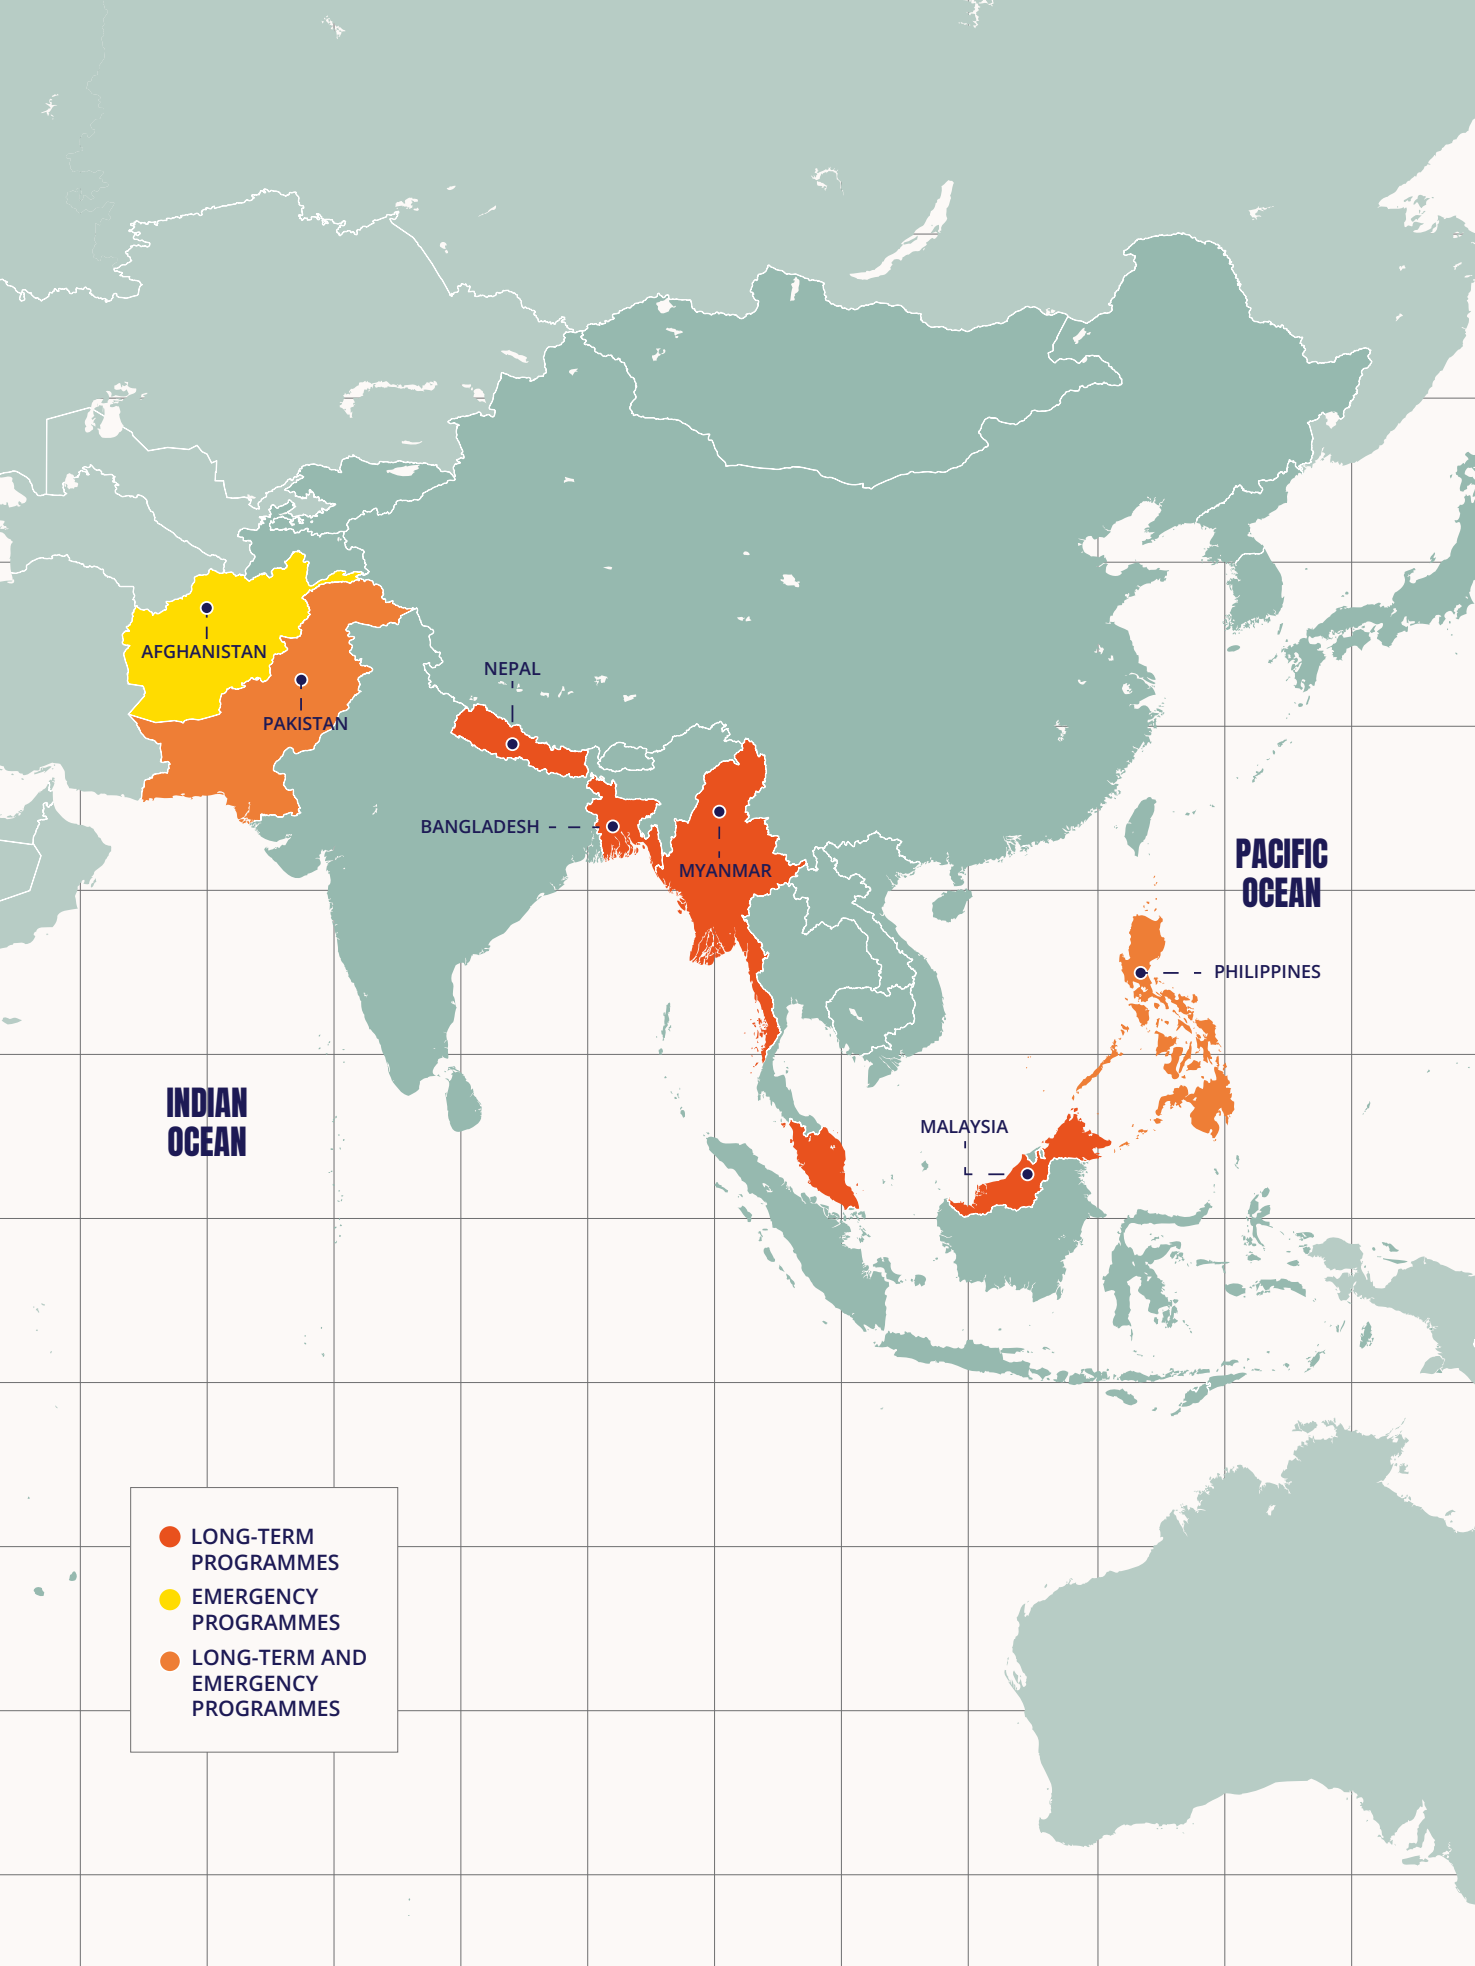 AFGHANISTAN
NEPAL
PAKISTAN
BANGLADESH
MYANMAR
PACIFIC
OCEAN
PHILIPPINES
INDIAN
OCEAN
MALAYSIA
LONG-TERM
PROGRAMMES
EMERGENCY
PROGRAMMES
LONG-TERM AND
EMERGENCY
PROGRAMMES